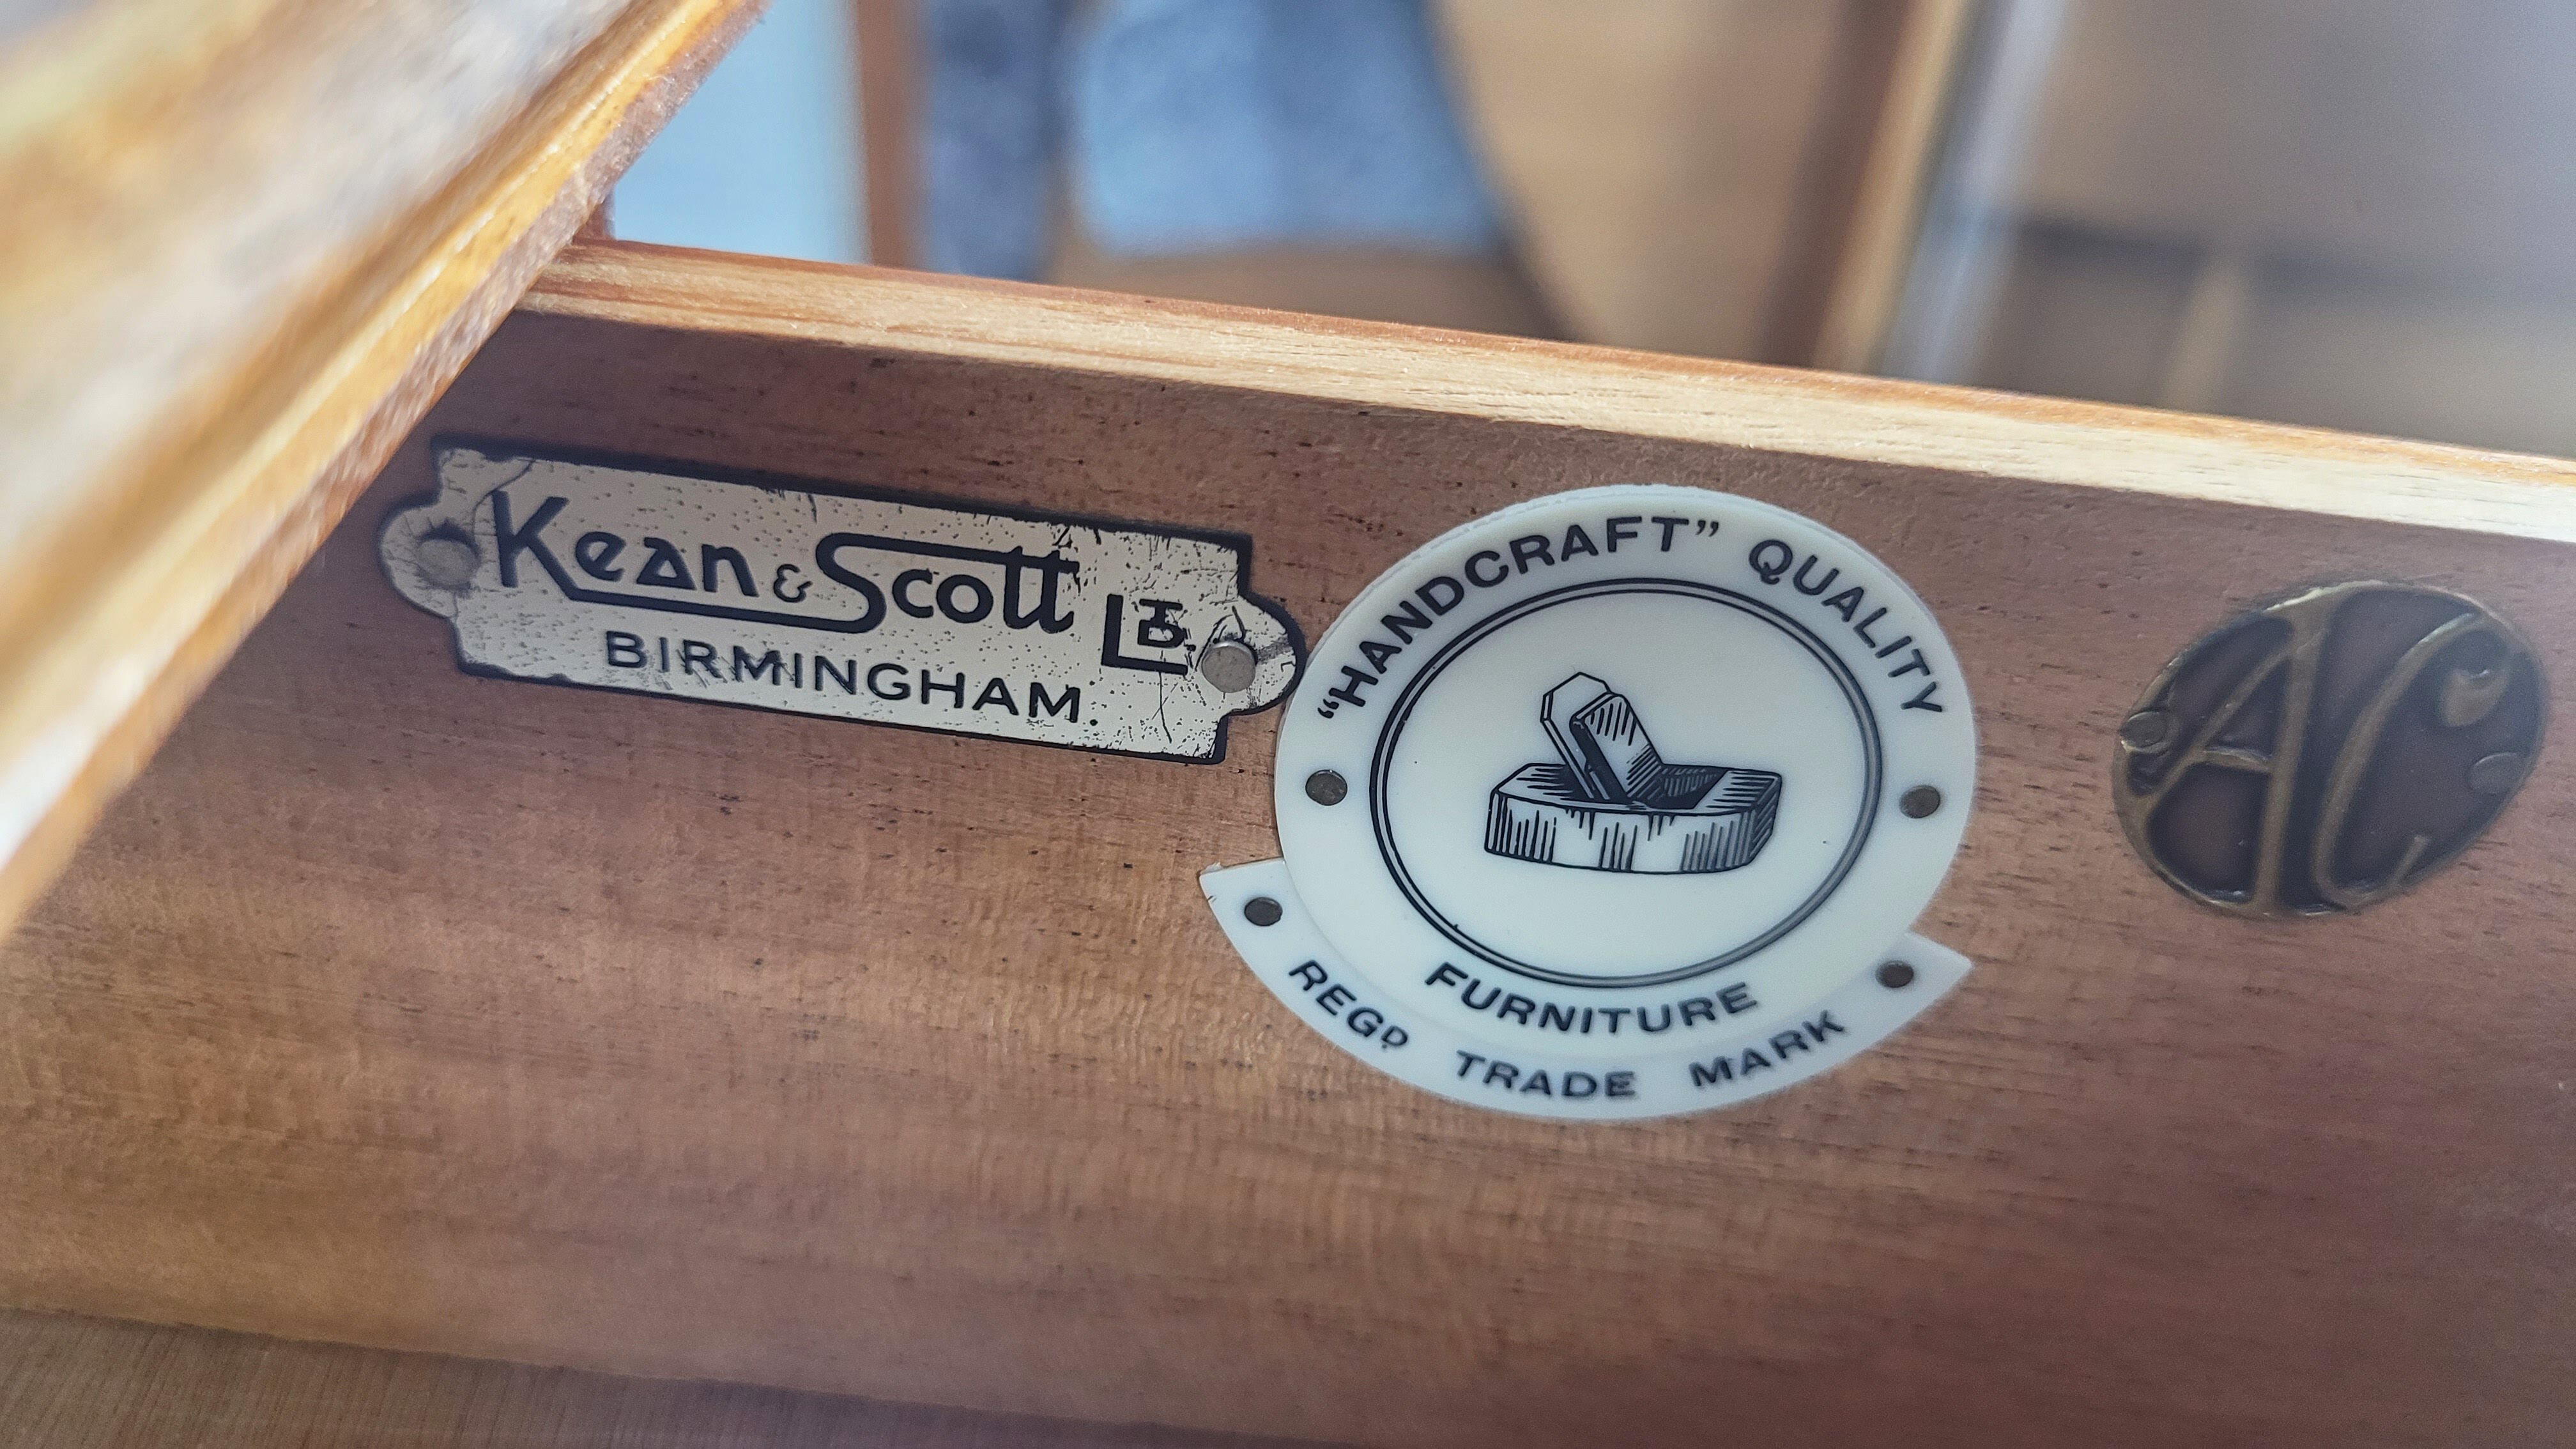 Kean & Scott LTD.
BIRMINGHAM.
“HANDCRAFT” QUALITY
FURNITURE
REGD TRADE MARK
AC